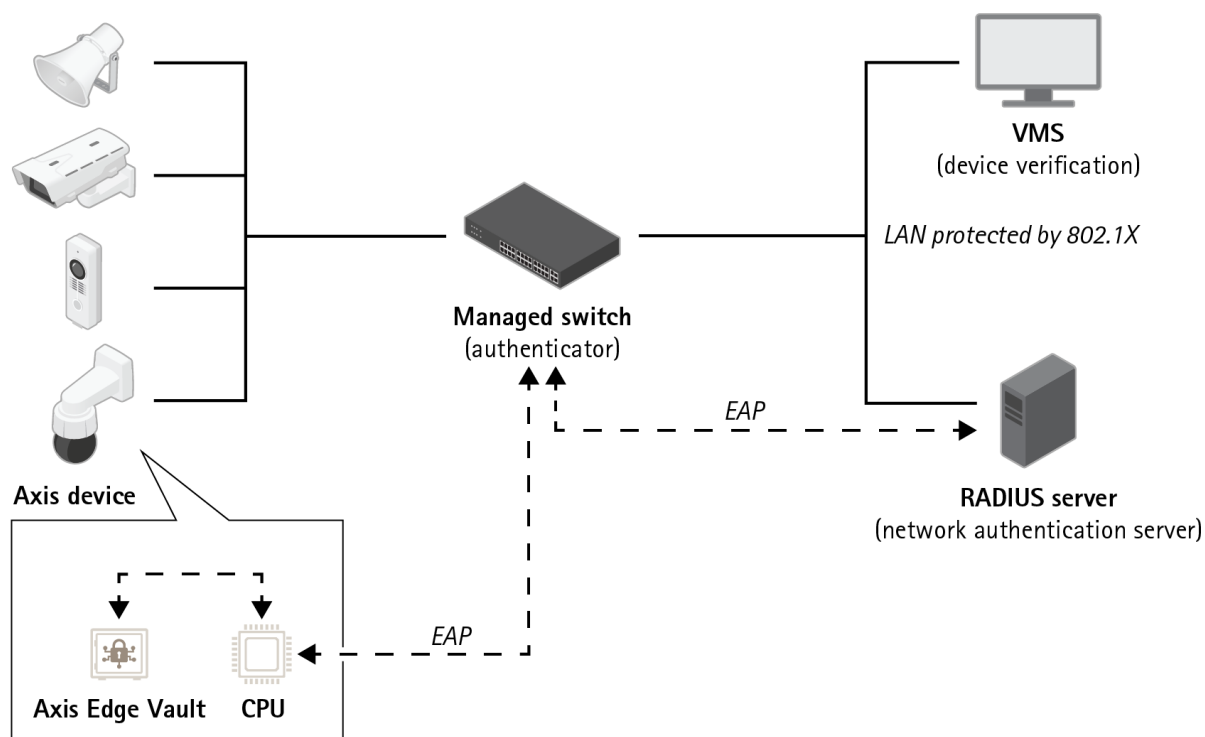 VMS
(device verification)
LAN protected by 802.1X
Managed switch
(authenticator)
EAP
Axis device
RADIUS server
(network authentication server)
EAP
Axis Edge Vault
CPU